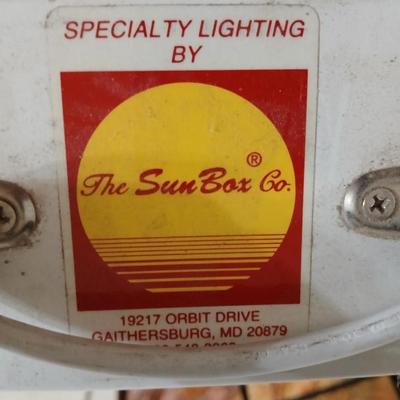 SPECIALTY LIGHTING
BY
The SunBox Co.®
19217 ORBIT DRIVE
GAITHERSBURG, MD 20879